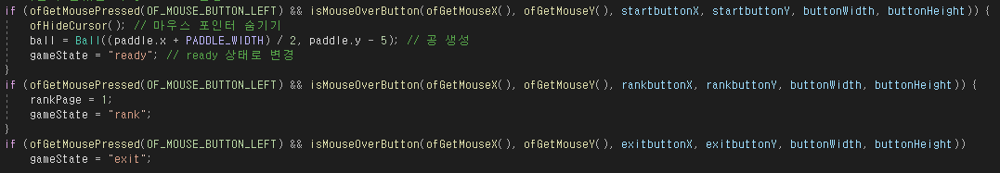 if (ofGetMousePressed(OF_MOUSE_BUTTON_LEFT) && isMouseOverButton(ofGetMouseX(), ofGetMouseY(), startbuttonX, startbuttonY, buttonWidth, buttonHeight)) {
    ofHideCursor(); // 마우스 포인터 숨기기
    ball = Ball((paddle.x + PADDLE_WIDTH) / 2, paddle.y - 5); // 공 생성
    gameState = "ready"; // ready 상태로 변경
}
if (ofGetMousePressed(OF_MOUSE_BUTTON_LEFT) && isMouseOverButton(ofGetMouseX(), ofGetMouseY(), rankbuttonX, rankbuttonY, buttonWidth, buttonHeight)) {
    rankPage = 1;
    gameState = "rank";
}
if (ofGetMousePressed(OF_MOUSE_BUTTON_LEFT) && isMouseOverButton(ofGetMouseX(), ofGetMouseY(), exitbuttonX, exitbuttonY, buttonWidth, buttonHeight))
    gameState = "exit";